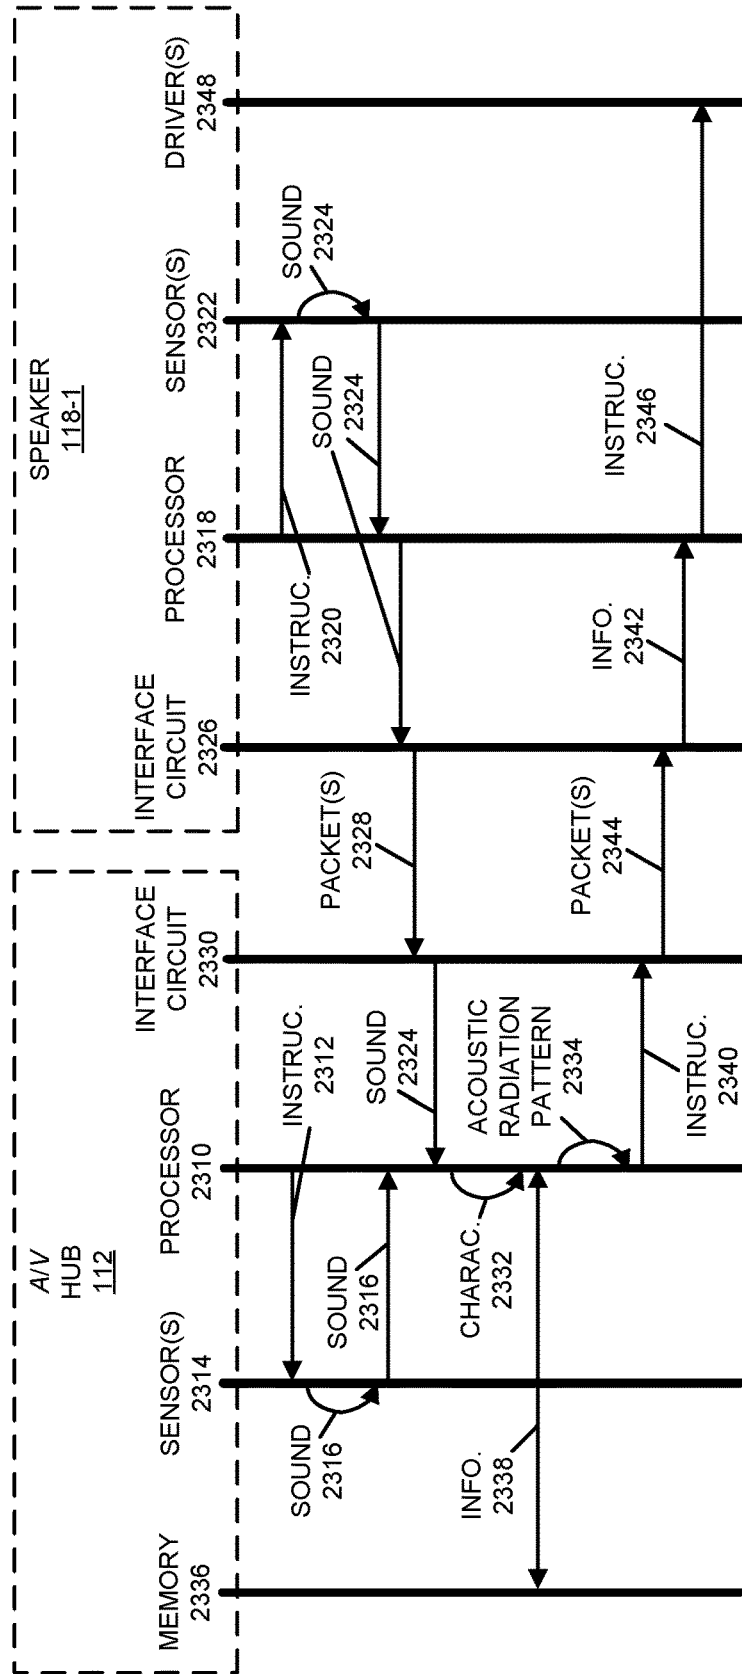 A/V
HUB
112
SPEAKER
118-1
MEMORY
2336
SENSOR(S)
2314
PROCESSOR
2310
INTERFACE
CIRCUIT
2330
INTERFACE
CIRCUIT
2326
PROCESSOR
2318
SENSOR(S)
2322
DRIVER(S)
2348
SOUND
2316
INSTRUC.
2312
INSTRUC.
2320
SOUND
2324
SOUND
2324
SOUND
2316
SOUND
2324
PACKET(S)
2328
INFO.
2338
CHARAC.
2332
ACOUSTIC
RADIATION
PATTERN
2334
INSTRUC.
2340
PACKET(S)
2344
INFO.
2342
INSTRUC.
2346